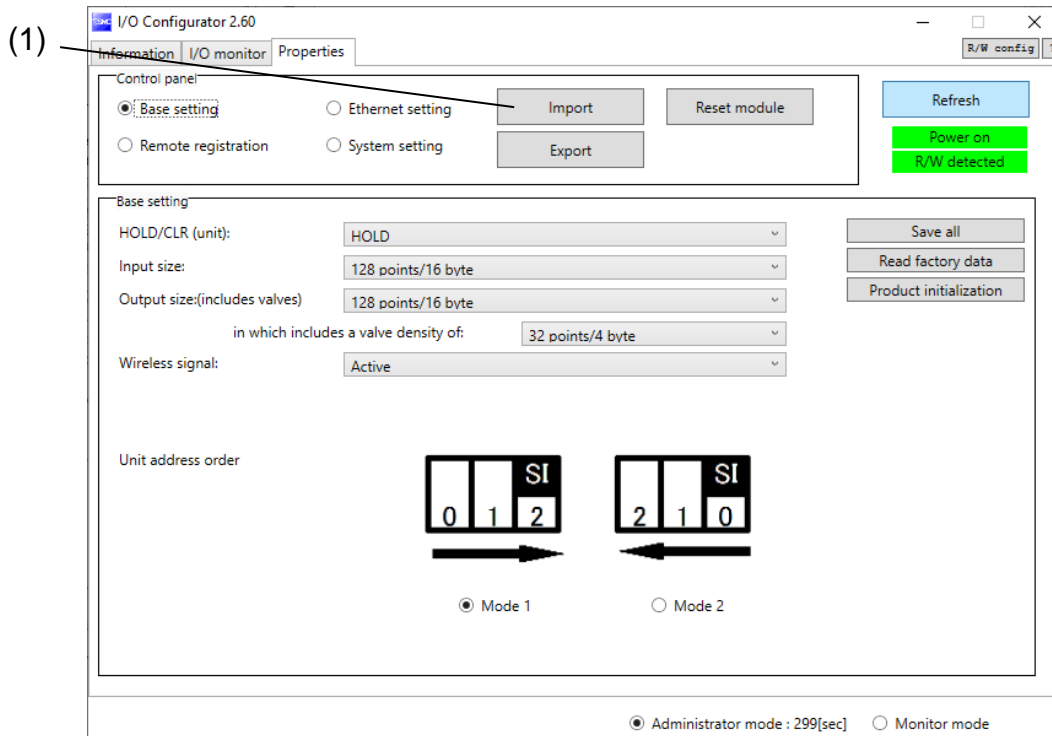 I/O Configurator 2.60
(1)
Information I/O monitor Properties R/W config
Control panel
Base setting Ethernet setting Import Reset module Refresh
Remote registration System setting Export Power on
R/W detected
Base setting
HOLD/CLR (unit): HOLD Save all
Input size: 128 points/16 byte Read factory data
Output size:(includes valves) 128 points/16 byte Product initialization
in which includes a valve density of: 32 points/4 byte
Wireless signal: Active
Unit address order
SI SI
0 1 2 2 1 0
Mode 1 Mode 2
Administrator mode : 299[sec] Monitor mode